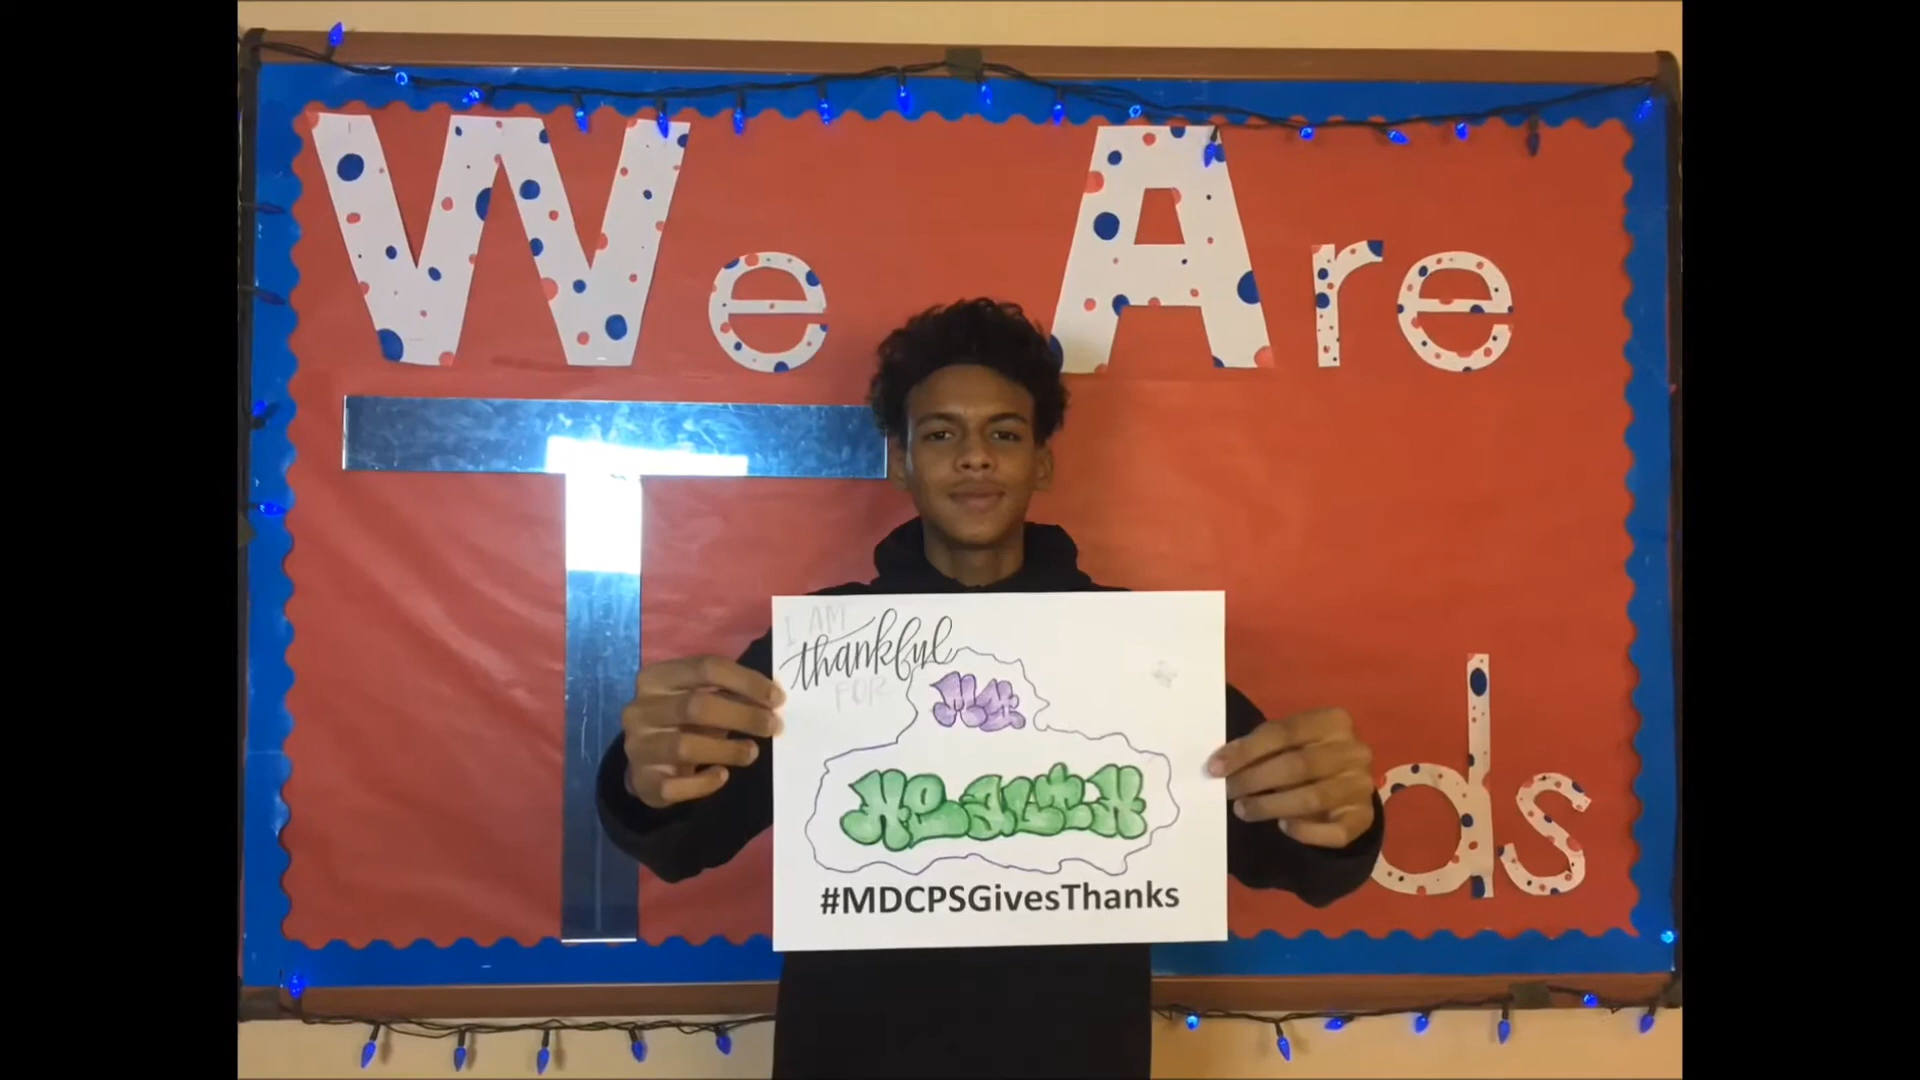 We Are
T ds
I AM
thankful
FOR
My
HEALTH
#MDCPSGivesThanks